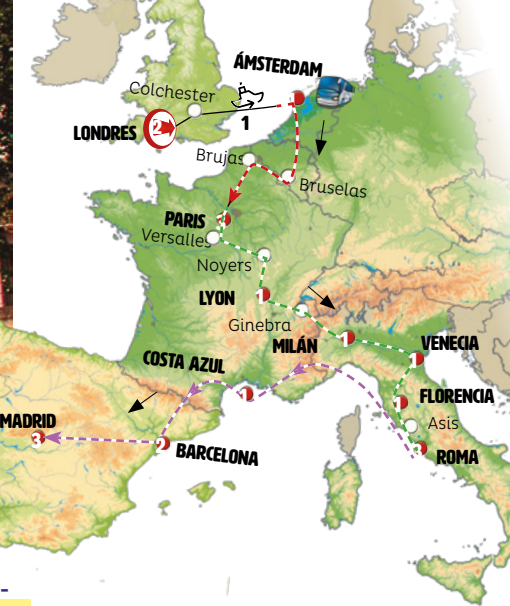 ÁMSTERDAM
Colchester
LONDRES
2
1
Brujas
Bruselas
PARIS
Versalles
Noyers
LYON
1
Ginebra
MILÁN
1
VENECIA
1
COSTA AZUL
1
FLORENCIA
1
Asis
ROMA
MADRID
3
2
BARCELONA